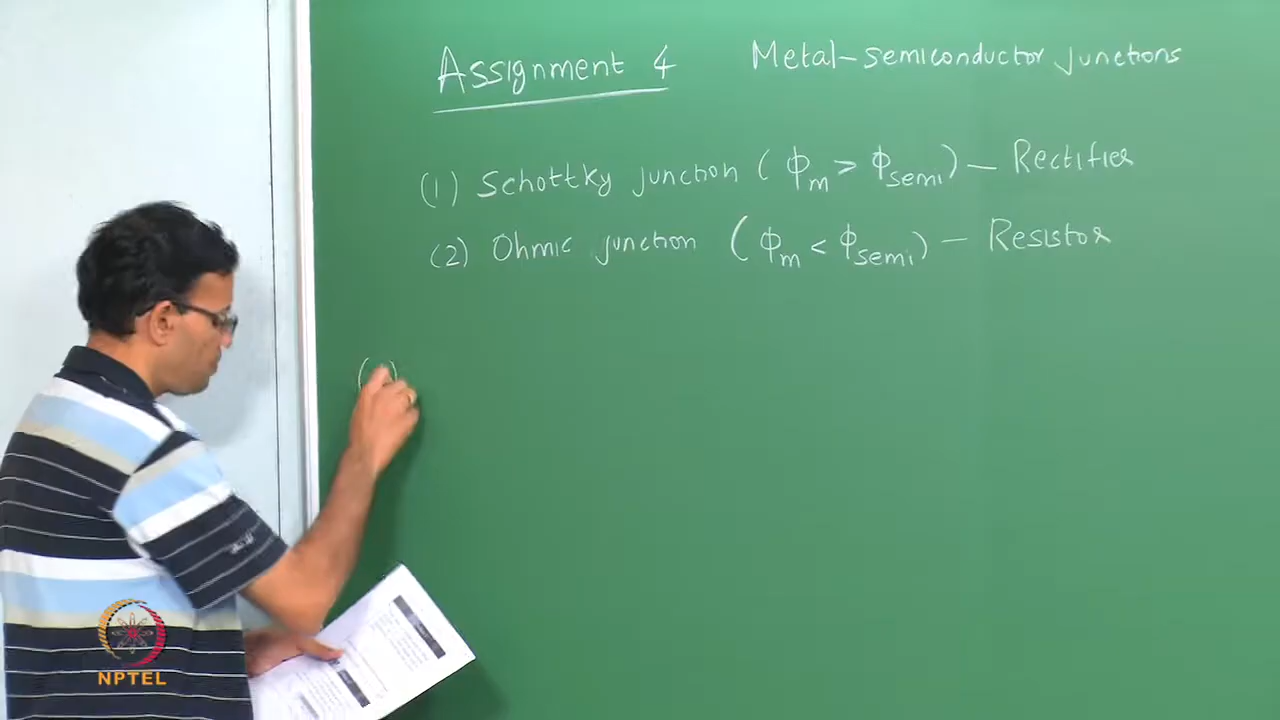 Assignment 4 Metal-semiconductor junctions
(1) Schottky junction (ϕm > ϕsemi) — Rectifier
(2) Ohmic junction (ϕm < ϕsemi) — Resistor
( )
NPTEL